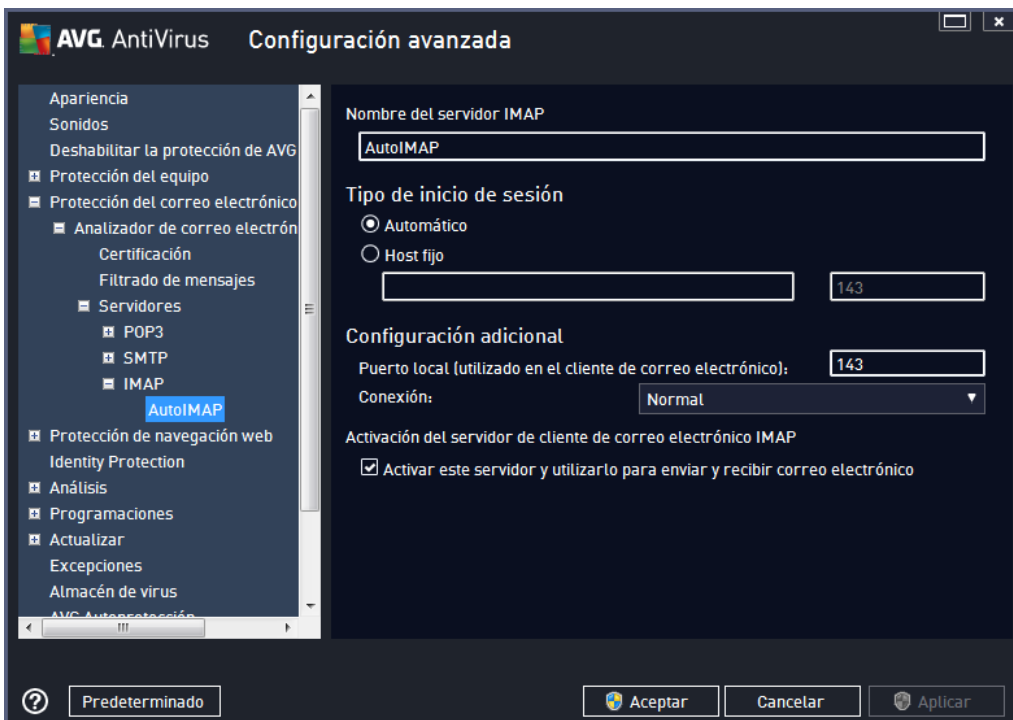 AVG AntiVirus Configuración avanzada
Apariencia
Sonidos
Deshabilitar la protección de AVG
Protección del equipo
Protección del correo electrónico
Analizador de correo electrón
Certificación
Filtrado de mensajes
Servidores
POP3
SMTP
IMAP
AutoIMAP
Protección de navegación web
Identity Protection
Análisis
Programaciones
Actualizar
Excepciones
Almacén de virus
AVG Autoprotección
Nombre del servidor IMAP
AutoIMAP
Tipo de inicio de sesión
Automático
Host fijo
143
Configuración adicional
Puerto local (utilizado en el cliente de correo electrónico): 143
Conexión: Normal
Activación del servidor de cliente de correo electrónico IMAP
Activar este servidor y utilizarlo para enviar y recibir correo electrónico
? Predeterminado Aceptar Cancelar Aplicar